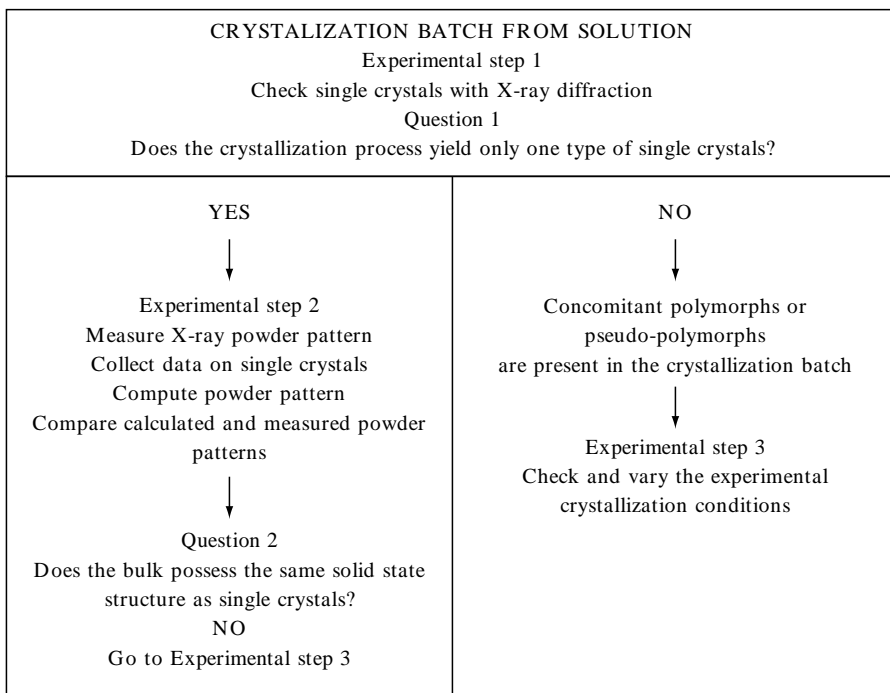 CRYSTALIZATION BATCH FROM SOLUTION
Experimental step 1
Check single crystals with X-ray diffraction
Question 1
Does the crystallization process yield only one type of single crystals?
YES
Experimental step 2
Measure X-ray powder pattern
Collect data on single crystals
Compute powder pattern
Compare calculated and measured powder
patterns
Question 2
Does the bulk possess the same solid state
structure as single crystals?
NO
Go to Experimental step 3
NO
Concomitant polymorphs or
pseudo-polymorphs
are present in the crystallization batch
Experimental step 3
Check and vary the experimental
crystallization conditions